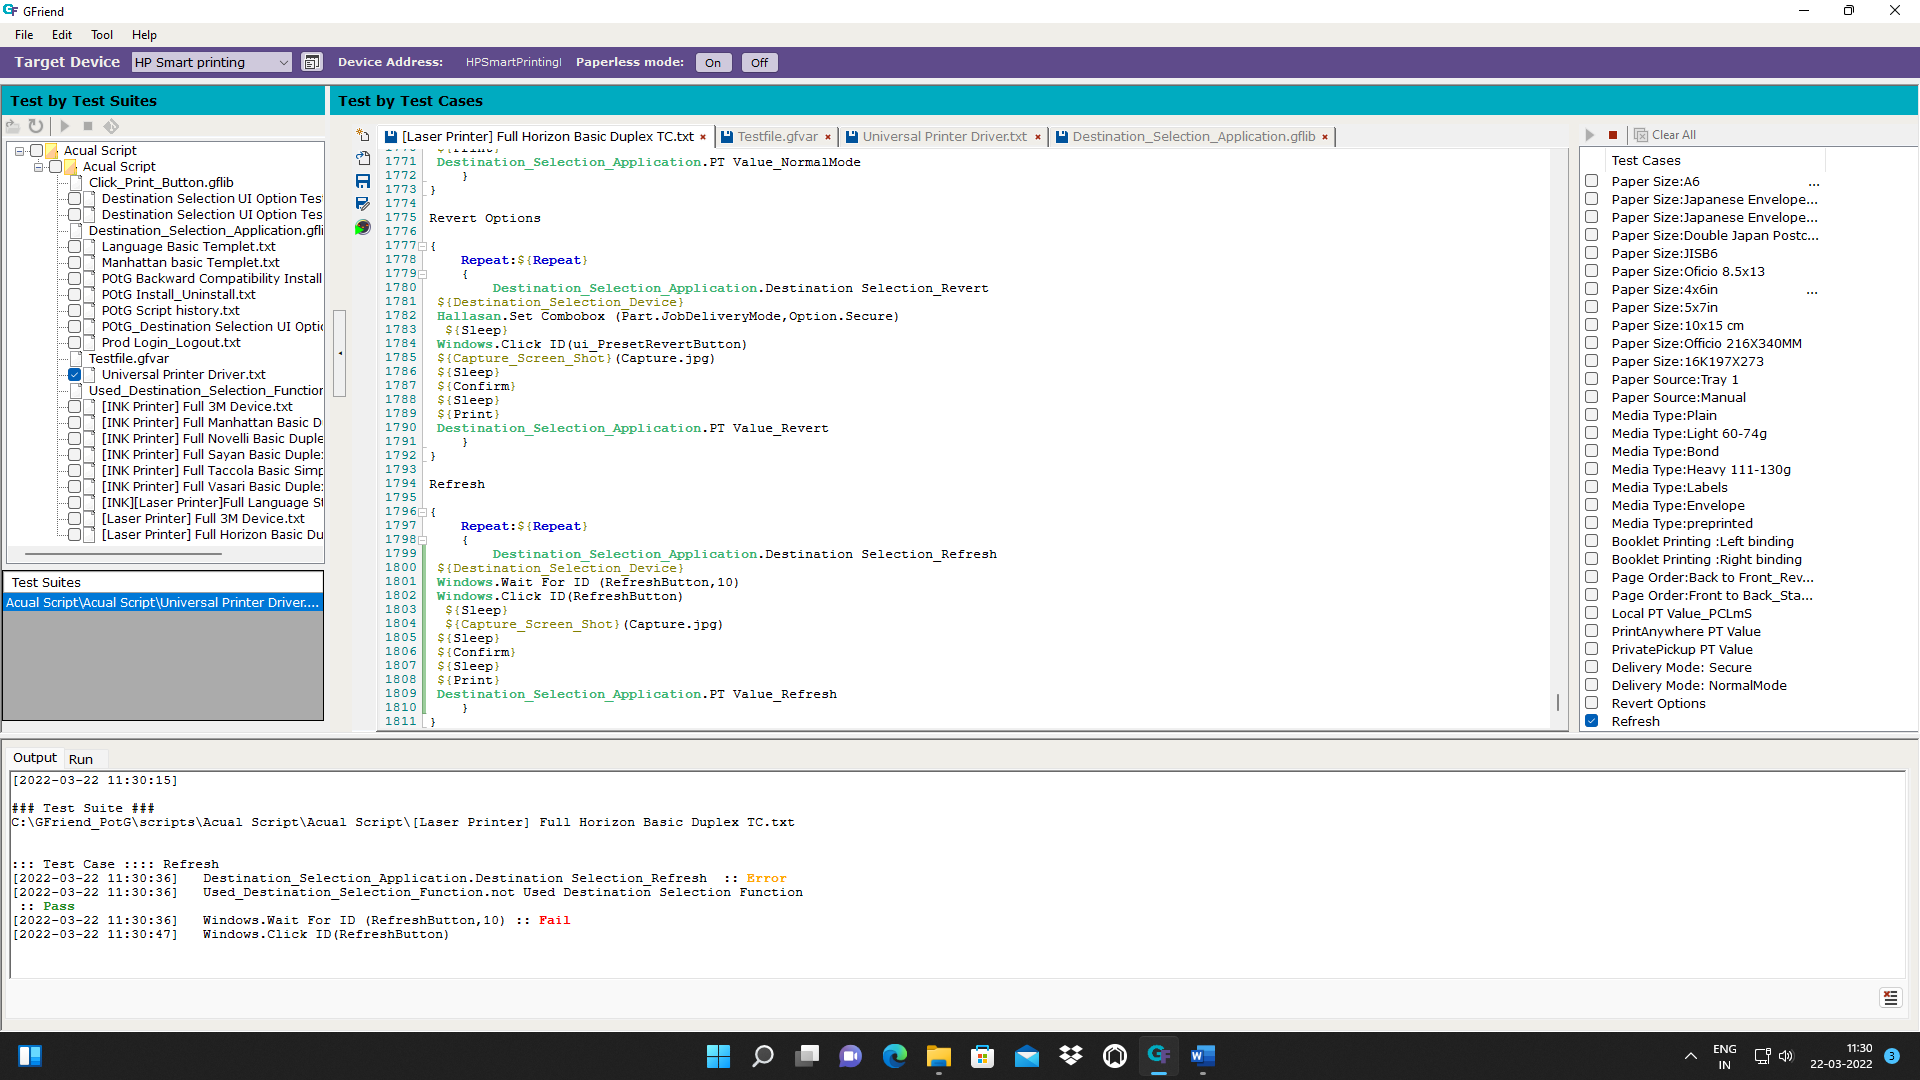 GFriend
File Edit Tool Help
Target Device HP Smart printing Device Address: HPSmartPrintingI Paperless mode: On Off
Test by Test Suites
Test by Test Cases
Acual Script
Acual Script
Click_Print_Button.gflib
Destination Selection UI Option Tes
Destination Selection UI Option Tes
Destination_Selection_Application.gfli
Language Basic Templet.txt
Manhattan basic Templet.txt
P0tG Backward Compatibility Install
P0tG Install_Uninstall.txt
P0tG Script history.txt
P0tG_Destination Selection UI Optic
Prod Login_Logout.txt
Testfile.gfvar
Universal Printer Driver.txt
Used_Destination_Selection_Function
[INK Printer] Full 3M Device.txt
[INK Printer] Full Manhattan Basic D
[INK Printer] Full Novelli Basic Duple
[INK Printer] Full Sayan Basic Duple
[INK Printer] Full Taccola Basic Simp
[INK Printer] Full Vasari Basic Duple
[INK][Laser Printer]Full Language St
[Laser Printer] Full 3M Device.txt
[Laser Printer] Full Horizon Basic Du
Test Suites
Acual Script\Acual Script\Universal Printer Driver....
[Laser Printer] Full Horizon Basic Duplex TC.txt × Testfile.gfvar × Universal Printer Driver.txt × Destination_Selection_Application.gflib ×
1770 ${Print}
1771 Destination_Selection_Application.PT Value_NormalMode
1772 }
1773 }
1774
1775 Revert Options
1776
1777 {
1778 Repeat:${Repeat}
1779 {
1780 Destination_Selection_Application.Destination Selection_Revert
1781 ${Destination_Selection_Device}
1782 Hallasan.Set Combobox (Part.JobDeliveryMode,Option.Secure)
1783 ${Sleep}
1784 Windows.Click ID(ui_PresetRevertButton)
1785 ${Capture_Screen_Shot}(Capture.jpg)
1786 ${Sleep}
1787 ${Confirm}
1788 ${Sleep}
1789 ${Print}
1790 Destination_Selection_Application.PT Value_Revert
1791 }
1792 }
1793
1794 Refresh
1795
1796 {
1797 Repeat:${Repeat}
1798 {
1799 Destination_Selection_Application.Destination Selection_Refresh
1800 ${Destination_Selection_Device}
1801 Windows.Wait For ID (RefreshButton,10)
1802 Windows.Click ID(RefreshButton)
1803 ${Sleep}
1804 ${Capture_Screen_Shot}(Capture.jpg)
1805 ${Sleep}
1806 ${Confirm}
1807 ${Sleep}
1808 ${Print}
1809 Destination_Selection_Application.PT Value_Refresh
1810 }
1811 }
Clear All
Test Cases
Paper Size:A6 ...
Paper Size:Japanese Envelope...
Paper Size:Japanese Envelope...
Paper Size:Double Japan Postc...
Paper Size:JISB6
Paper Size:Oficio 8.5x13
Paper Size:4x6in ...
Paper Size:5x7in
Paper Size:10x15 cm
Paper Size:Officio 216X340MM
Paper Size:16K197X273
Paper Source:Tray 1
Paper Source:Manual
Media Type:Plain
Media Type:Light 60-74g
Media Type:Bond
Media Type:Heavy 111-130g
Media Type:Labels
Media Type:Envelope
Media Type:preprinted
Booklet Printing :Left binding
Booklet Printing :Right binding
Page Order:Back to Front_Rev...
Page Order:Front to Back_Sta...
Local PT Value_PCLmS
PrintAnywhere PT Value
PrivatePickup PT Value
Delivery Mode: Secure
Delivery Mode: NormalMode
Revert Options
Refresh
Output Run
[2022-03-22 11:30:15]
### Test Suite ###
C:\GFriend_PotG\scripts\Acual Script\Acual Script\[Laser Printer] Full Horizon Basic Duplex TC.txt
::: Test Case :::: Refresh
[2022-03-22 11:30:36] Destination_Selection_Application.Destination Selection_Refresh :: Error
[2022-03-22 11:30:36] Used_Destination_Selection_Function.not Used Destination Selection Function
:: Pass
[2022-03-22 11:30:36] Windows.Wait For ID (RefreshButton,10) :: Fail
[2022-03-22 11:30:47] Windows.Click ID(RefreshButton)
ENG
IN
11:30
22-03-2022
3